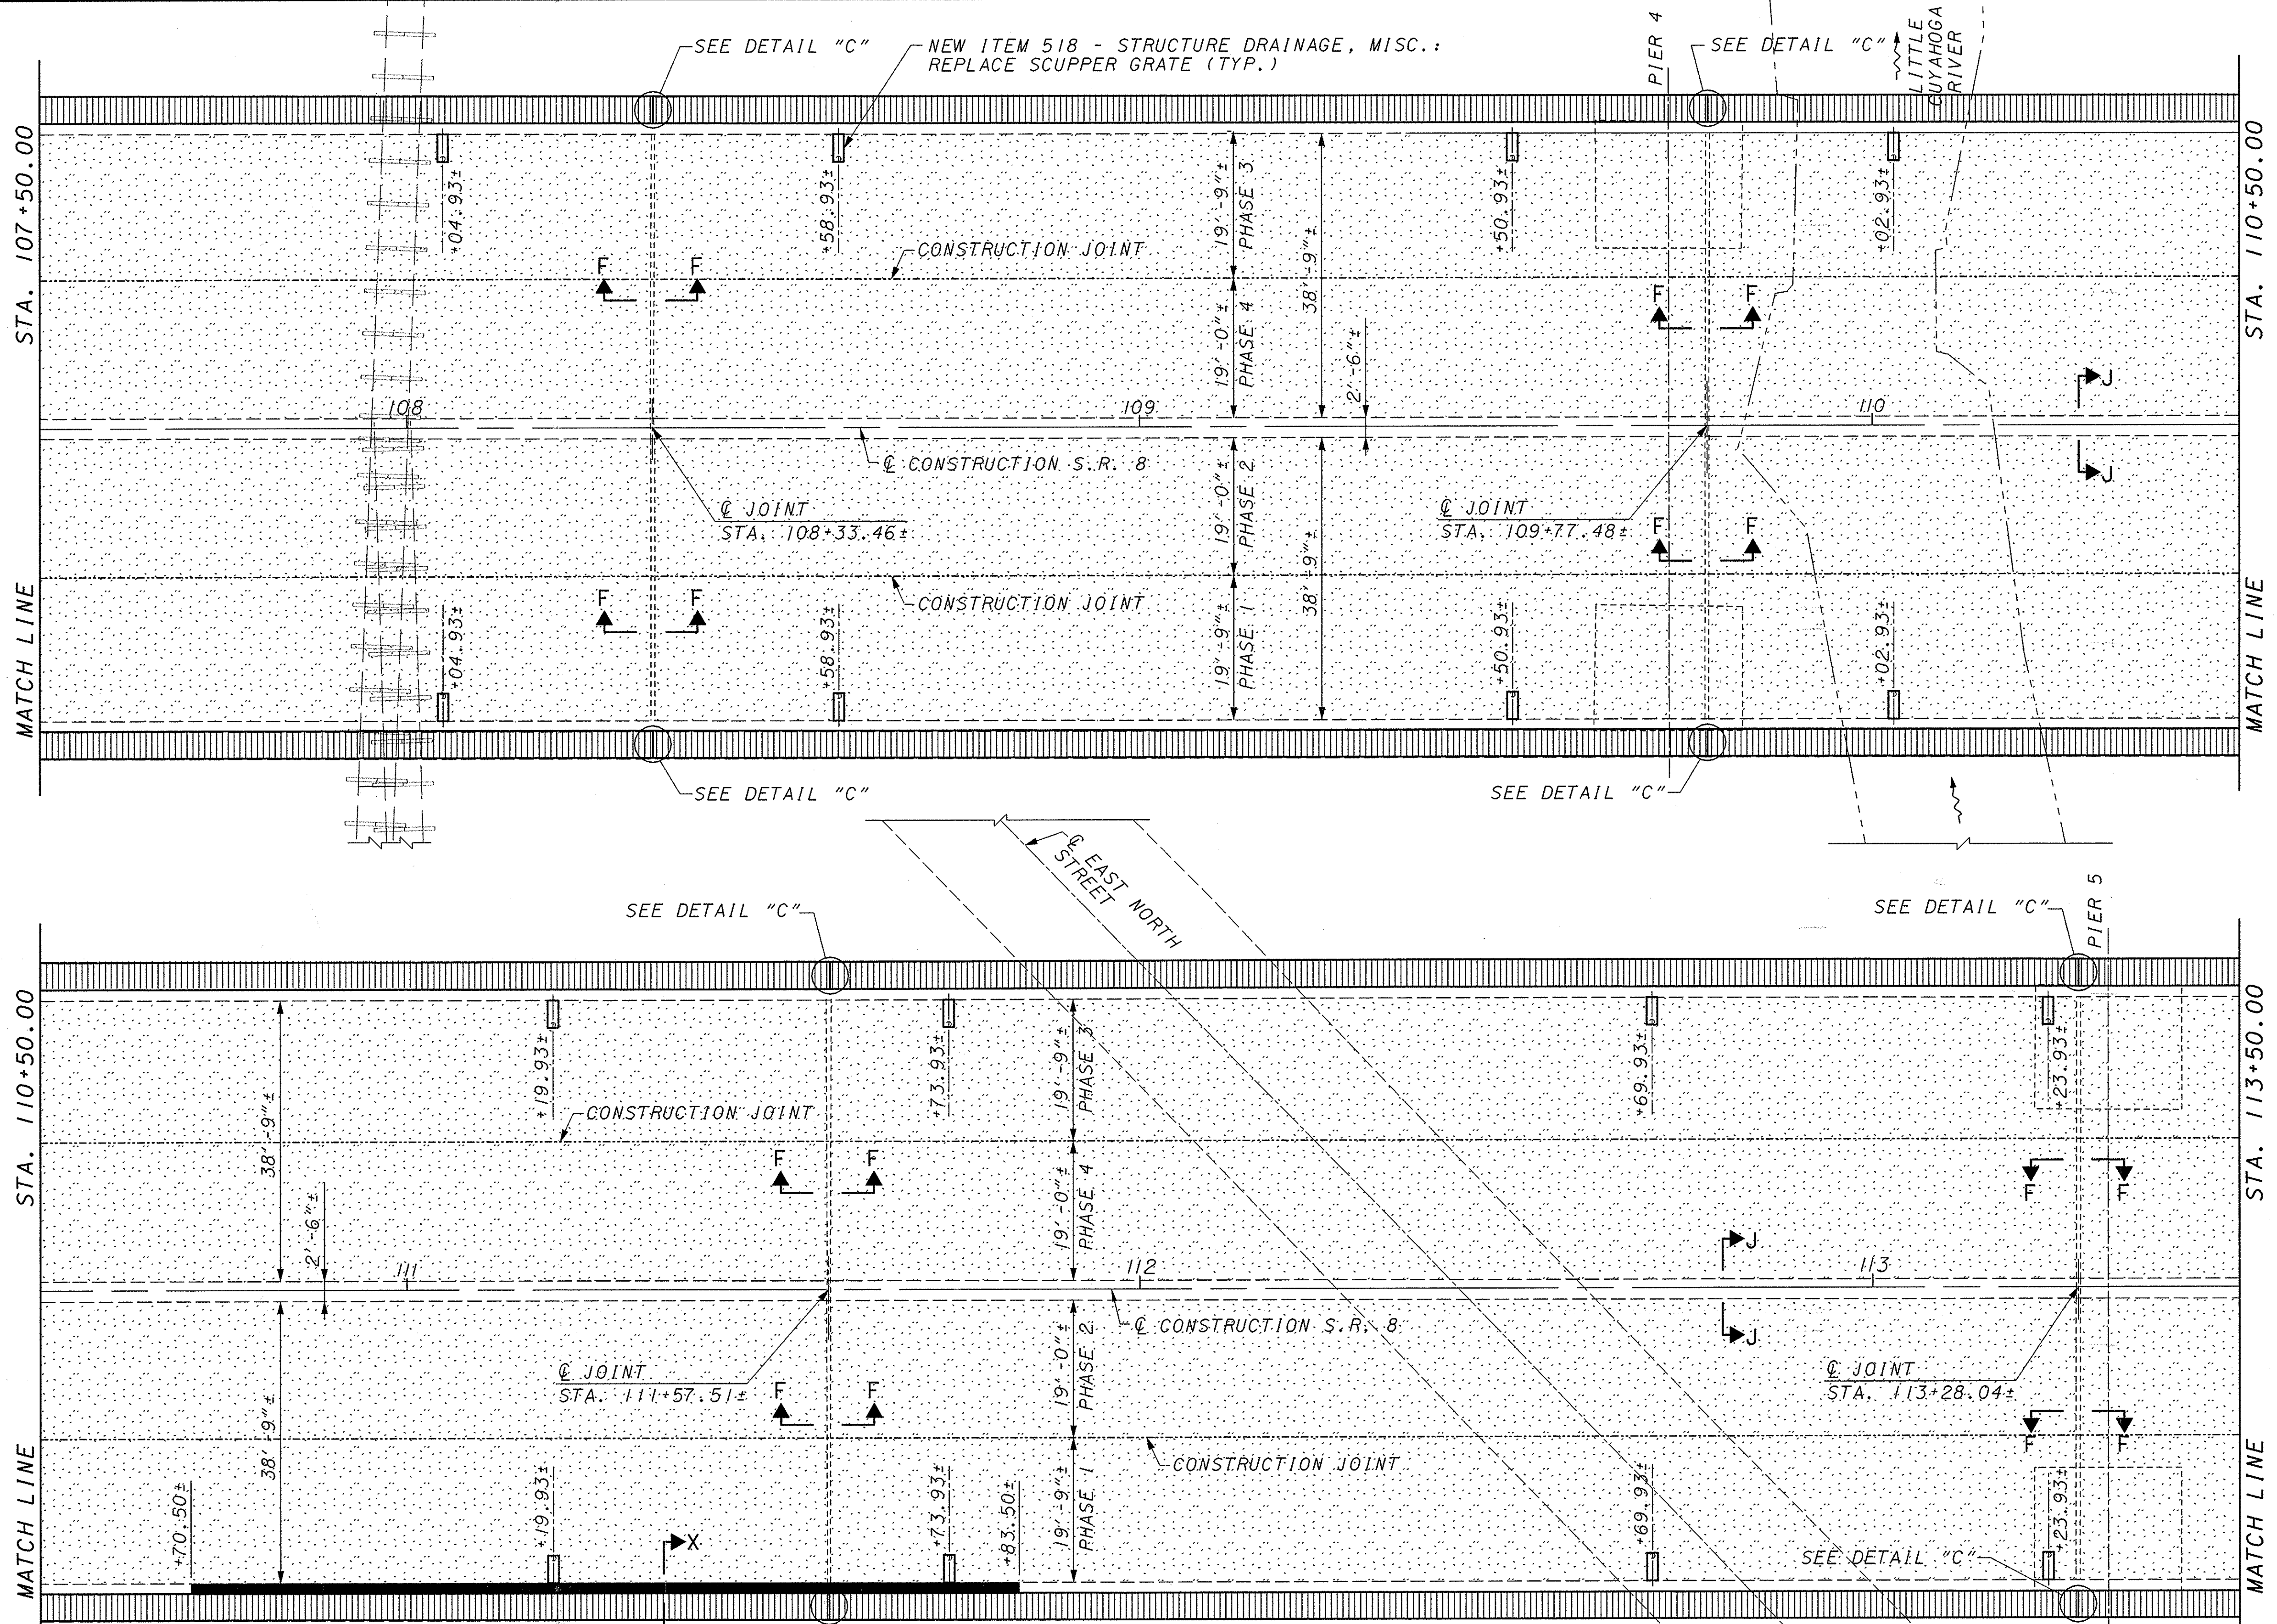 SEE DETAIL "C"
NEW ITEM 518 - STRUCTURE DRAINAGE, MISC.:
REPLACE SCUPPER GRATE (TYP.)
PIER 4
SEE DETAIL "C"
LITTLE
CUYAHOGA
RIVER
STA. 107+50.00
MATCH LINE
STA. 110+50.00
MATCH LINE
+04.93±
+58.93±
+50.93±
+02.93±
19'-9"±
PHASE 3
38'-9"±
CONSTRUCTION JOINT
F
F
F
F
19'-0"±
PHASE 4
2'-6"±
J
108
109
110
℄ CONSTRUCTION S.R. 8
J
℄ JOINT
STA. 108+33.46±
℄ JOINT
STA. 109+77.48±
19'-0"±
PHASE 2
38'-9"±
F
F
F
F
CONSTRUCTION JOINT
19'-9"±
PHASE 1
+04.93±
+58.93±
+50.93±
+02.93±
SEE DETAIL "C"
SEE DETAIL "C"
℄ EAST NORTH
STREET
SEE DETAIL "C"
SEE DETAIL "C"
PIER 5
STA. 110+50.00
MATCH LINE
STA. 113+50.00
MATCH LINE
+19.93±
+73.93±
+69.93±
+23.93±
38'-9"±
19'-9"±
PHASE 3
CONSTRUCTION JOINT
F
F
F
F
19'-0"±
PHASE 4
2'-6"±
J
111
112
113
℄ CONSTRUCTION S.R. 8
J
℄ JOINT
STA. 111+57.51±
℄ JOINT
STA. 113+28.04±
38'-9"±
19'-0"±
PHASE 2
F
F
F
F
CONSTRUCTION JOINT
19'-9"±
PHASE 1
+70.50±
+19.93±
X
+73.93±
+83.50±
+69.93±
+23.93±
SEE DETAIL "C"